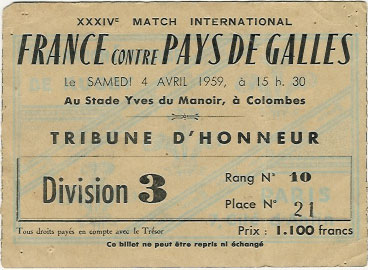 XXXIVe MATCH INTERNATIONAL
FRANCE CONTRE PAYS DE GALLES
Le SAMEDI 4 AVRIL 1959, à 15 h. 30
Au Stade Yves du Manoir, à Colombes
TRIBUNE D'HONNEUR
Division 3
Rang N° 10
Place N° 21
Tous droits payés en compte avec le Trésor
Prix : 1.100 francs
Ce billet ne peut être repris ni échangé